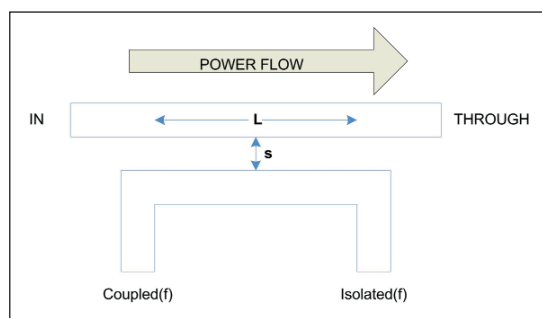 POWER FLOW
IN
L
THROUGH
s
Coupled(f)
Isolated(f)